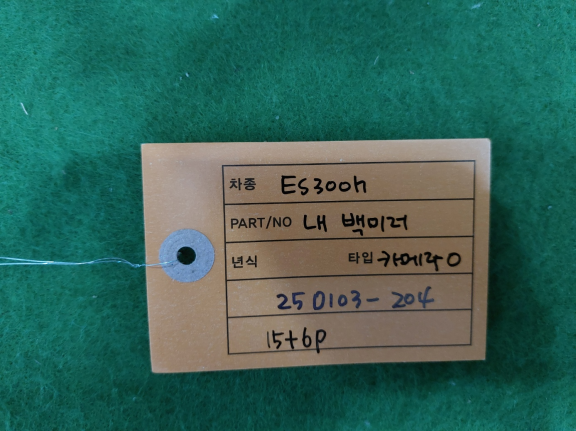 차종 ES300h
PART/NO 내 백미러
년식 타입 카메라 O
250103-204
15+6P